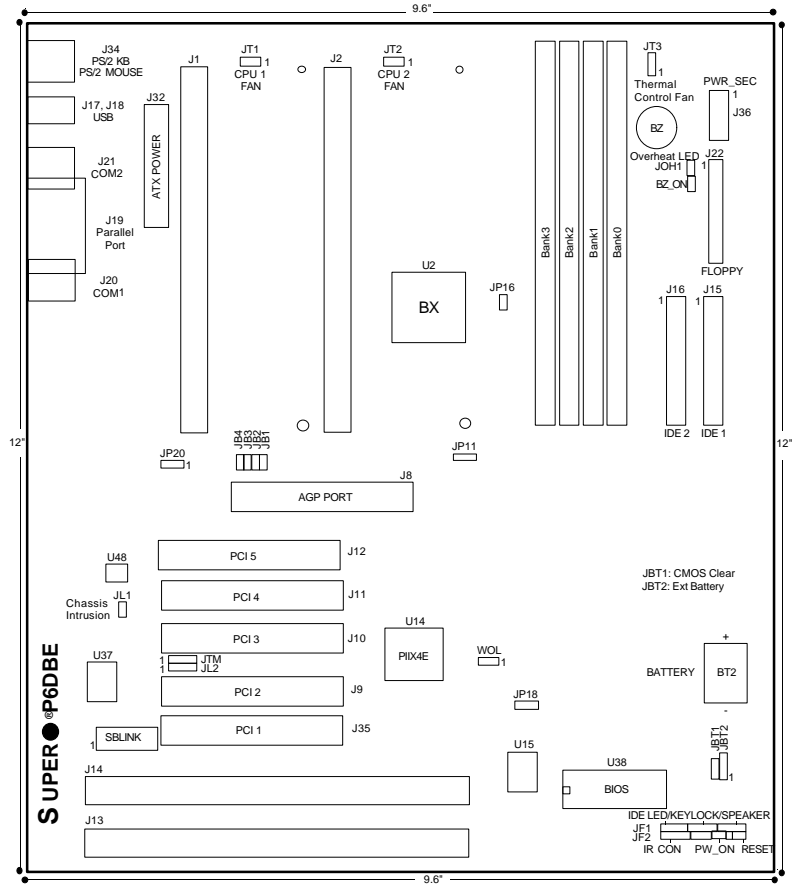 9.6"
J34
PS/2 KB
PS/2 MOUSE
J17, J18
USB
J21
COM2
J19
Parallel
Port
J20
COM1
J32
ATX POWER
J1
JT1
1
CPU 1
FAN
J2
JT2
1
CPU 2
FAN
JT3
1
Thermal
Control Fan
PWR_SEC
1
J36
BZ
Overheat LED
JOH1
BZ_ON
J22
1
FLOPPY
Bank3
Bank2
Bank1
Bank0
U2
BX
JP16
J16
1
IDE 2
J15
1
IDE 1
12"
12"
JP20
1
JB4
JB3
JB2
JB1
JP11
J8
AGP PORT
PCI 5
J12
U48
PCI 4
J11
JL1
Chassis
Intrusion
PCI 3
J10
1
JTM
1
JL2
U37
PCI 2
J9
SBLINK
1
PCI 1
J35
U14
PIIX4E
WOL
1
JP18
JBT1: CMOS Clear
JBT2: Ext Battery
+
BATTERY
BT2
-
JBT1
JBT2
1
U15
U38
BIOS
J14
J13
SUPER ®P6DBE
IDE LED/KEYLOCK/SPEAKER
JF1
JF2
IR CON
PW_ON
RESET
9.6"